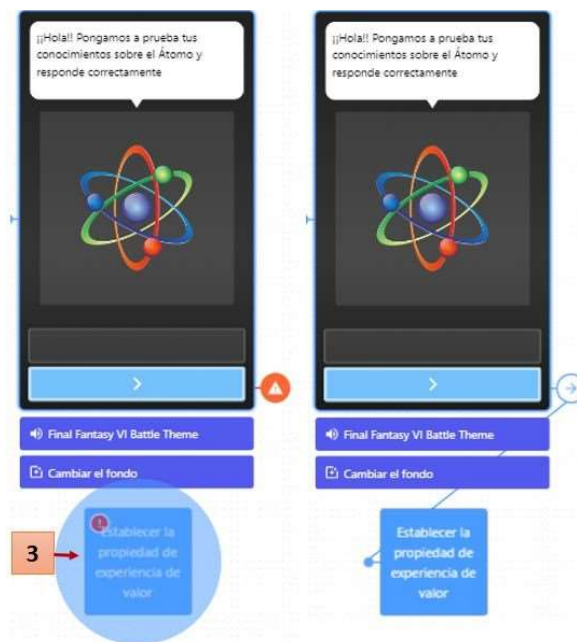 ¡¡Hola!! Pongamos a prueba tus
conocimientos sobre el Átomo y
responde correctamente
Final Fantasy VI Battle Theme
Cambiar el fondo
3
Establecer la
propiedad de
experiencia de
valor
¡¡Hola!! Pongamos a prueba tus
conocimientos sobre el Átomo y
responde correctamente
Final Fantasy VI Battle Theme
Cambiar el fondo
Establecer la
propiedad de
experiencia de
valor